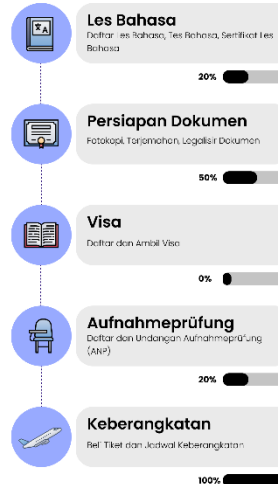 Les Bahasa
Daftar Les Bahasa, Tes Bahasa, Sertifikat Les
Bahasa
20%
Persiapan Dokumen
Fotokopi, Terjemahan, Legalisir Dokumen
50%
Visa
Daftar dan Ambil Visa
0%
Aufnahmeprüfung
Daftar dan Undangan Aufnahmeprüfung
(ANP)
20%
Keberangkatan
Beli Tiket dan Jadwal Keberangkatan
100%